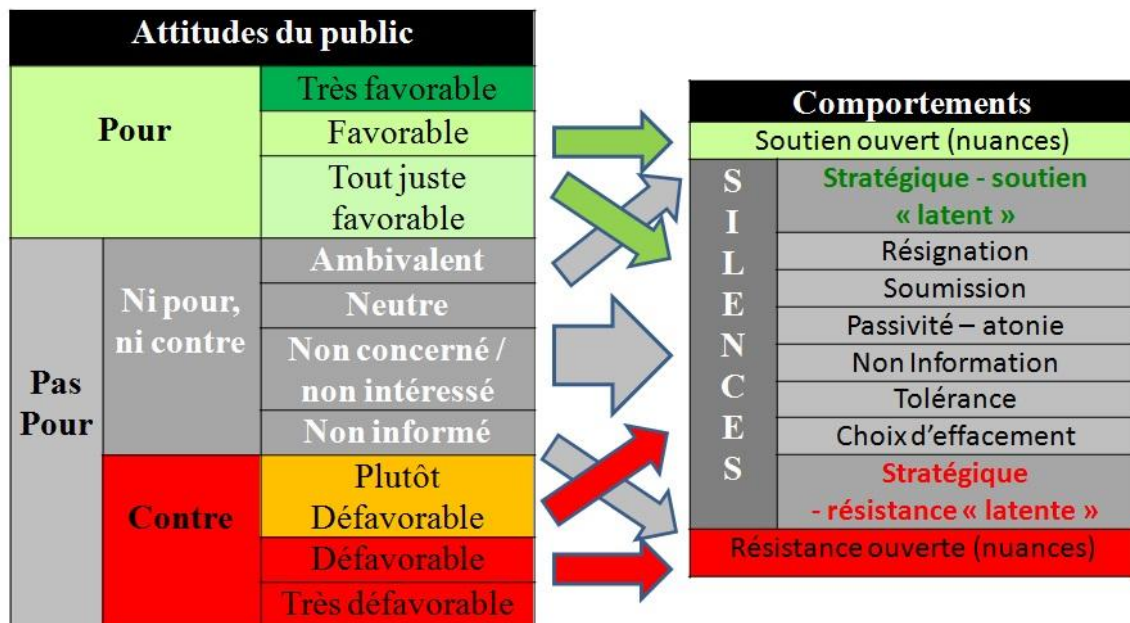 Attitudes du public
Pour
Très favorable
Favorable
Tout juste
favorable
Pas
Pour
Ni pour,
ni contre
Ambivalent
Neutre
Non concerné /
non intéressé
Non informé
Contre
Plutôt
Défavorable
Défavorable
Très défavorable
Comportements
Soutien ouvert (nuances)
SILENCES
Stratégique - soutien
« latent »
Résignation
Soumission
Passivité – atonie
Non Information
Tolérance
Choix d'effacement
Stratégique
- résistance « latente »
Résistance ouverte (nuances)